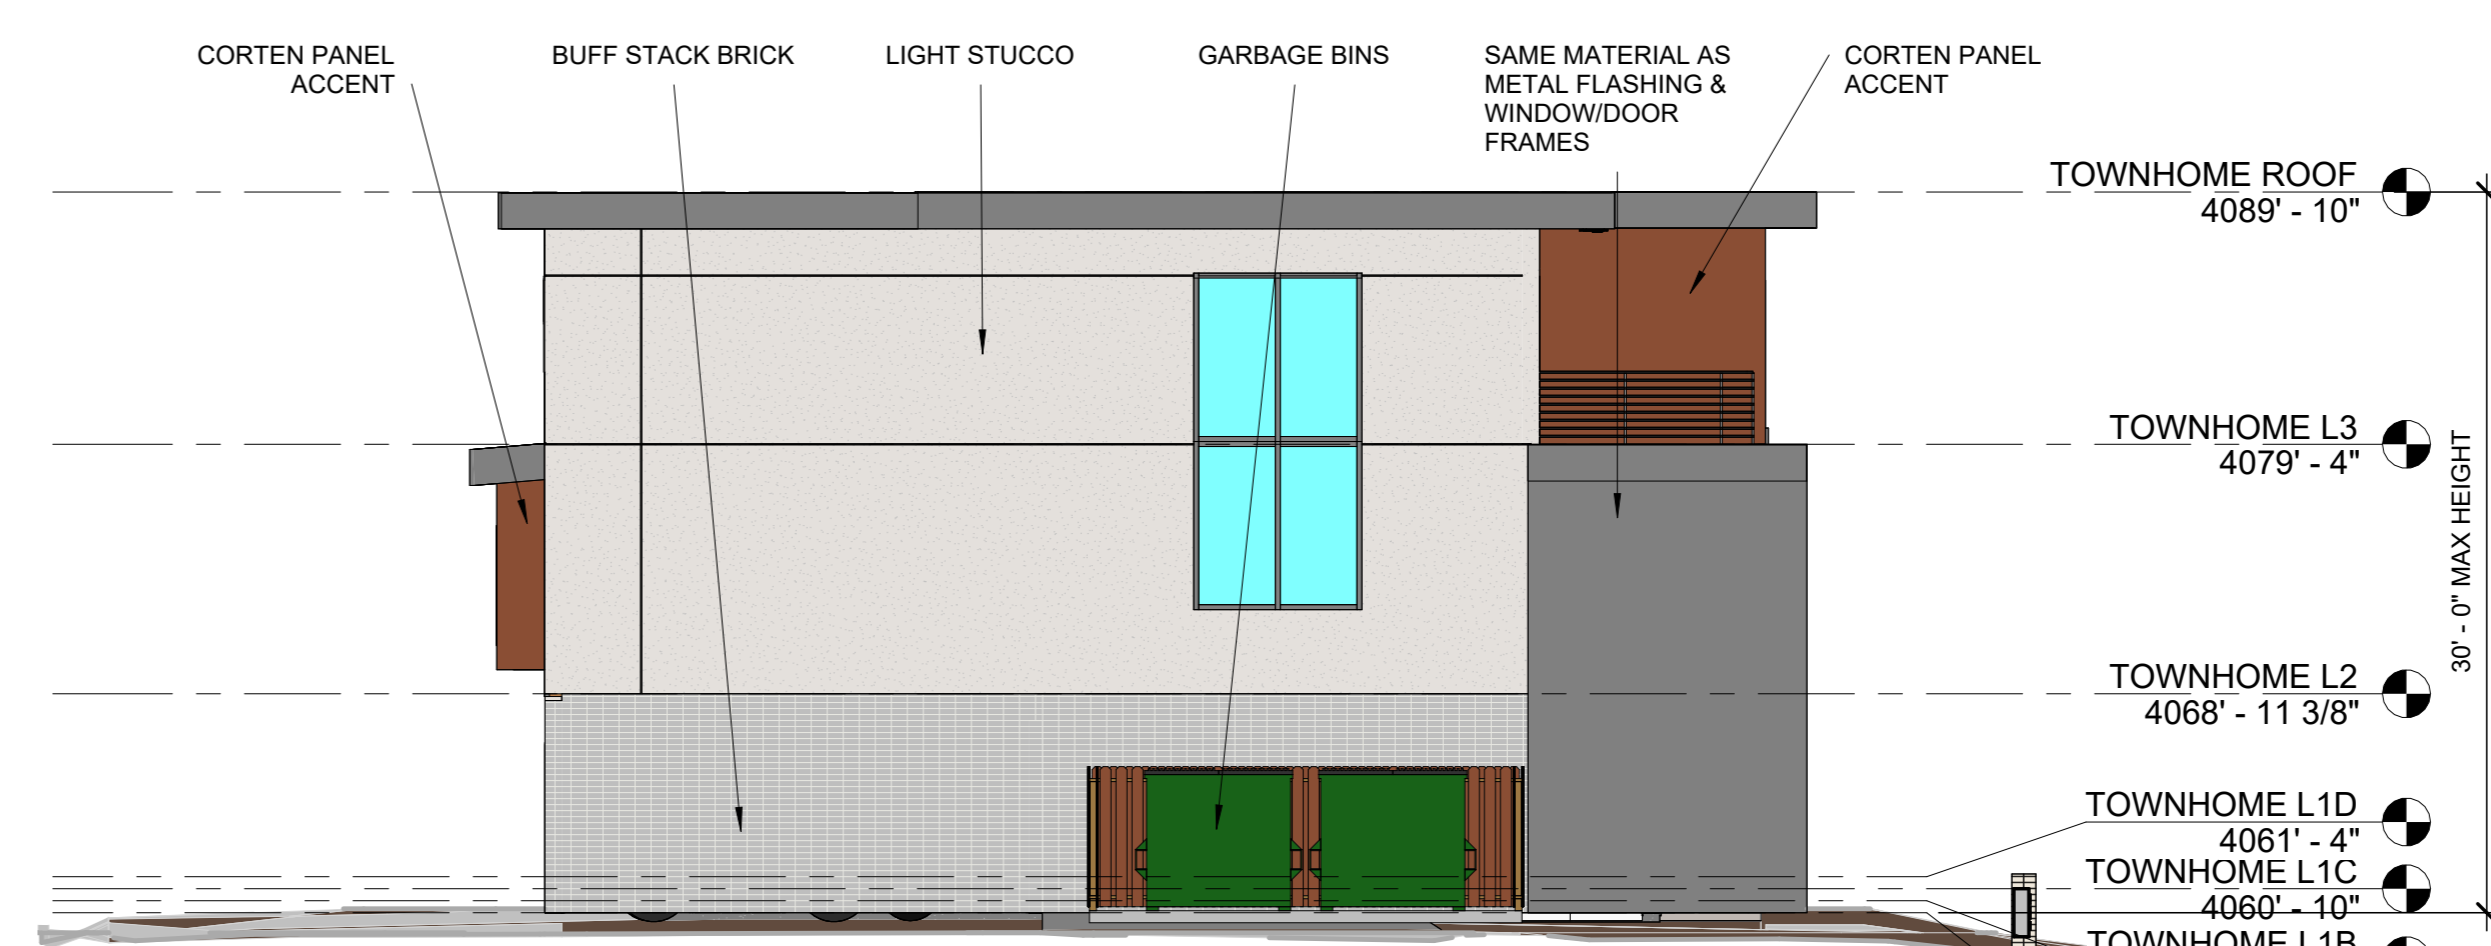 CORTEN PANEL
ACCENT
BUFF STACK BRICK
LIGHT STUCCO
GARBAGE BINS
SAME MATERIAL AS
METAL FLASHING &
WINDOW/DOOR
FRAMES
CORTEN PANEL
ACCENT
TOWNHOME ROOF
4089' - 10"
TOWNHOME L3
4079' - 4"
30' - 0" MAX HEIGHT
TOWNHOME L2
4068' - 11 3/8"
TOWNHOME L1D
4061' - 4"
TOWNHOME L1C
4060' - 10"
TOWNHOME L1B